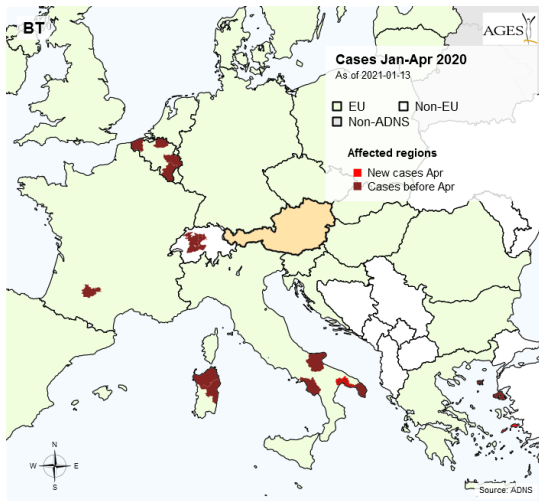 BT
AGES
Cases Jan-Apr 2020
As of 2021-01-13
EU Non-EU
Non-ADNS
Affected regions
New cases Apr
Cases before Apr
N
W E
S
Source: ADNS